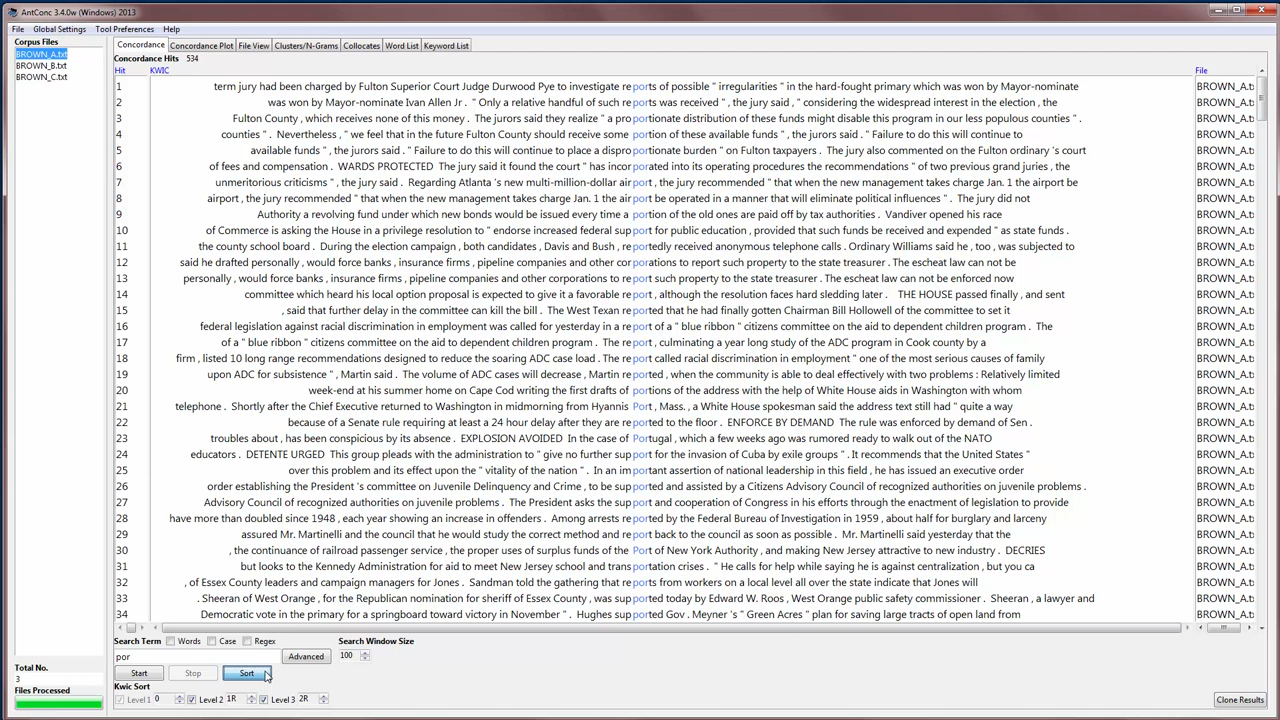 AntConc 3.4.0w (Windows) 2013
File Global Settings Tool Preferences Help
Corpus Files
BROWN_A.txt
BROWN_B.txt
BROWN_C.txt
Concordance Concordance Plot File View Clusters/N-Grams Collocates Word List Keyword List
Concordance Hits 534
Hit KWIC File
1 term jury had been charged by Fulton Superior Court Judge Durwood Pye to investigate reports of possible " irregularities " in the hard-fought primary which was won by Mayor-nominate BROWN_A.t
2 was won by Mayor-nominate Ivan Allen Jr . " Only a relative handful of such reports was received " , the jury said , " considering the widespread interest in the election , the BROWN_A.t
3 Fulton County , which receives none of this money . The jurors said they realize " a proportionate distribution of these funds might disable this program in our less populous counties " . BROWN_A.t
4 counties " . Nevertheless , " we feel that in the future Fulton County should receive some portion of these available funds " , the jurors said . " Failure to do this will continue to BROWN_A.t
5 available funds " , the jurors said . " Failure to do this will continue to place a disproportionate burden " on Fulton taxpayers . The jury also commented on the Fulton ordinary 's court BROWN_A.t
6 of fees and compensation . WARDS PROTECTED The jury said it found the court " has incorporated into its operating procedures the recommendations " of two previous grand juries , the BROWN_A.t
7 unmeritorious criticisms " , the jury said . Regarding Atlanta 's new multi-million-dollar airport , the jury recommended " that when the new management takes charge Jan. 1 the airport be BROWN_A.t
8 airport , the jury recommended " that when the new management takes charge Jan. 1 the airport be operated in a manner that will eliminate political influences " . The jury did not BROWN_A.t
9 Authority a revolving fund under which new bonds would be issued every time a portion of the old ones are paid off by tax authorities . Vandiver opened his race BROWN_A.t
10 of Commerce is asking the House in a privilege resolution to " endorse increased federal support for public education , provided that such funds be received and expended " as state funds . BROWN_A.t
11 the county school board . During the election campaign , both candidates , Davis and Bush , reportedly received anonymous telephone calls . Ordinary Williams said he , too , was subjected to BROWN_A.t
12 said he drafted personally , would force banks , insurance firms , pipeline companies and other corporations to report such property to the state treasurer . The escheat law can not be BROWN_A.t
13 personally , would force banks , insurance firms , pipeline companies and other corporations to report such property to the state treasurer . The escheat law can not be enforced now BROWN_A.t
14 committee which heard his local option proposal is expected to give it a favorable report , although the resolution faces hard sledding later . THE HOUSE passed finally , and sent BROWN_A.t
15 , said that further delay in the committee can kill the bill . The West Texan reported that he had finally gotten Chairman Bill Hollowell of the committee to set it BROWN_A.t
16 federal legislation against racial discrimination in employment was called for yesterday in a report of a " blue ribbon " citizens committee on the aid to dependent children program . The BROWN_A.t
17 of a " blue ribbon " citizens committee on the aid to dependent children program . The report , culminating a year long study of the ADC program in Cook county by a BROWN_A.t
18 firm , listed 10 long range recommendations designed to reduce the soaring ADC case load . The report called racial discrimination in employment " one of the most serious causes of family BROWN_A.t
19 upon ADC for subsistence " , Martin said . The volume of ADC cases will decrease , Martin reported , when the community is able to deal effectively with two problems : Relatively limited BROWN_A.t
20 week-end at his summer home on Cape Cod writing the first drafts of portions of the address with the help of White House aids in Washington with whom BROWN_A.t
21 telephone . Shortly after the Chief Executive returned to Washington in midmorning from Hyannis Port , Mass. , a White House spokesman said the address text still had " quite a way BROWN_A.t
22 because of a Senate rule requiring at least a 24 hour delay after they are reported to the floor . ENFORCE BY DEMAND The rule was enforced by demand of Sen . BROWN_A.t
23 troubles about , has been conspicuous by its absence . EXPLOSION AVOIDED In the case of Portugal , which a few weeks ago was rumored ready to walk out of the NATO BROWN_A.t
24 educators . DETENTE URGED This group pleads with the administration to " give no further support for the invasion of Cuba by exile groups " . It recommends that the United States " BROWN_A.t
25 over this problem and its effect upon the " vitality of the nation " . In an important assertion of national leadership in this field , he has issued an executive order BROWN_A.t
26 order establishing the President 's committee on Juvenile Delinquency and Crime , to be supported and assisted by a Citizens Advisory Council of recognized authorities on juvenile problems . BROWN_A.t
27 Advisory Council of recognized authorities on juvenile problems . The President asks the support and cooperation of Congress in his efforts through the enactment of legislation to provide BROWN_A.t
28 have more than doubled since 1948 , each year showing an increase in offenders . Among arrests reported by the Federal Bureau of Investigation in 1959 , about half for burglary and larceny BROWN_A.t
29 assured Mr. Martinelli and the council that he would study the correct method and report back to the council as soon as possible . Mr. Martinelli said yesterday that the BROWN_A.t
30 , the continuance of railroad passenger service , the proper uses of surplus funds of the Port of New York Authority , and making New Jersey attractive to new industry . DECRIES BROWN_A.t
31 but looks to the Kennedy Administration for aid to meet New Jersey school and transportation crises . " He calls for help while saying he is against centralization , but you ca BROWN_A.t
32 , of Essex County leaders and campaign managers for Jones . Sandman told the gathering that reports from workers on a local level all over the state indicate that Jones will BROWN_A.t
33 . Sheeran of West Orange , for the Republican nomination for sheriff of Essex County , was supported today by Edward W. Roos , West Orange public safety commissioner . Sheeran , a lawyer and BROWN_A.t
34 Democratic vote in the primary for a springboard toward victory in November " . Hughes supported Gov . Meyner 's " Green Acres " plan for saving large tracts of open land from BROWN_A.t
Search Term Words Case Regex Search Window Size
por Advanced 100
Start Stop Sort
Kwic Sort
Level 1 0 Level 2 1R Level 3 2R
Total No.
3
Files Processed
Clone Results